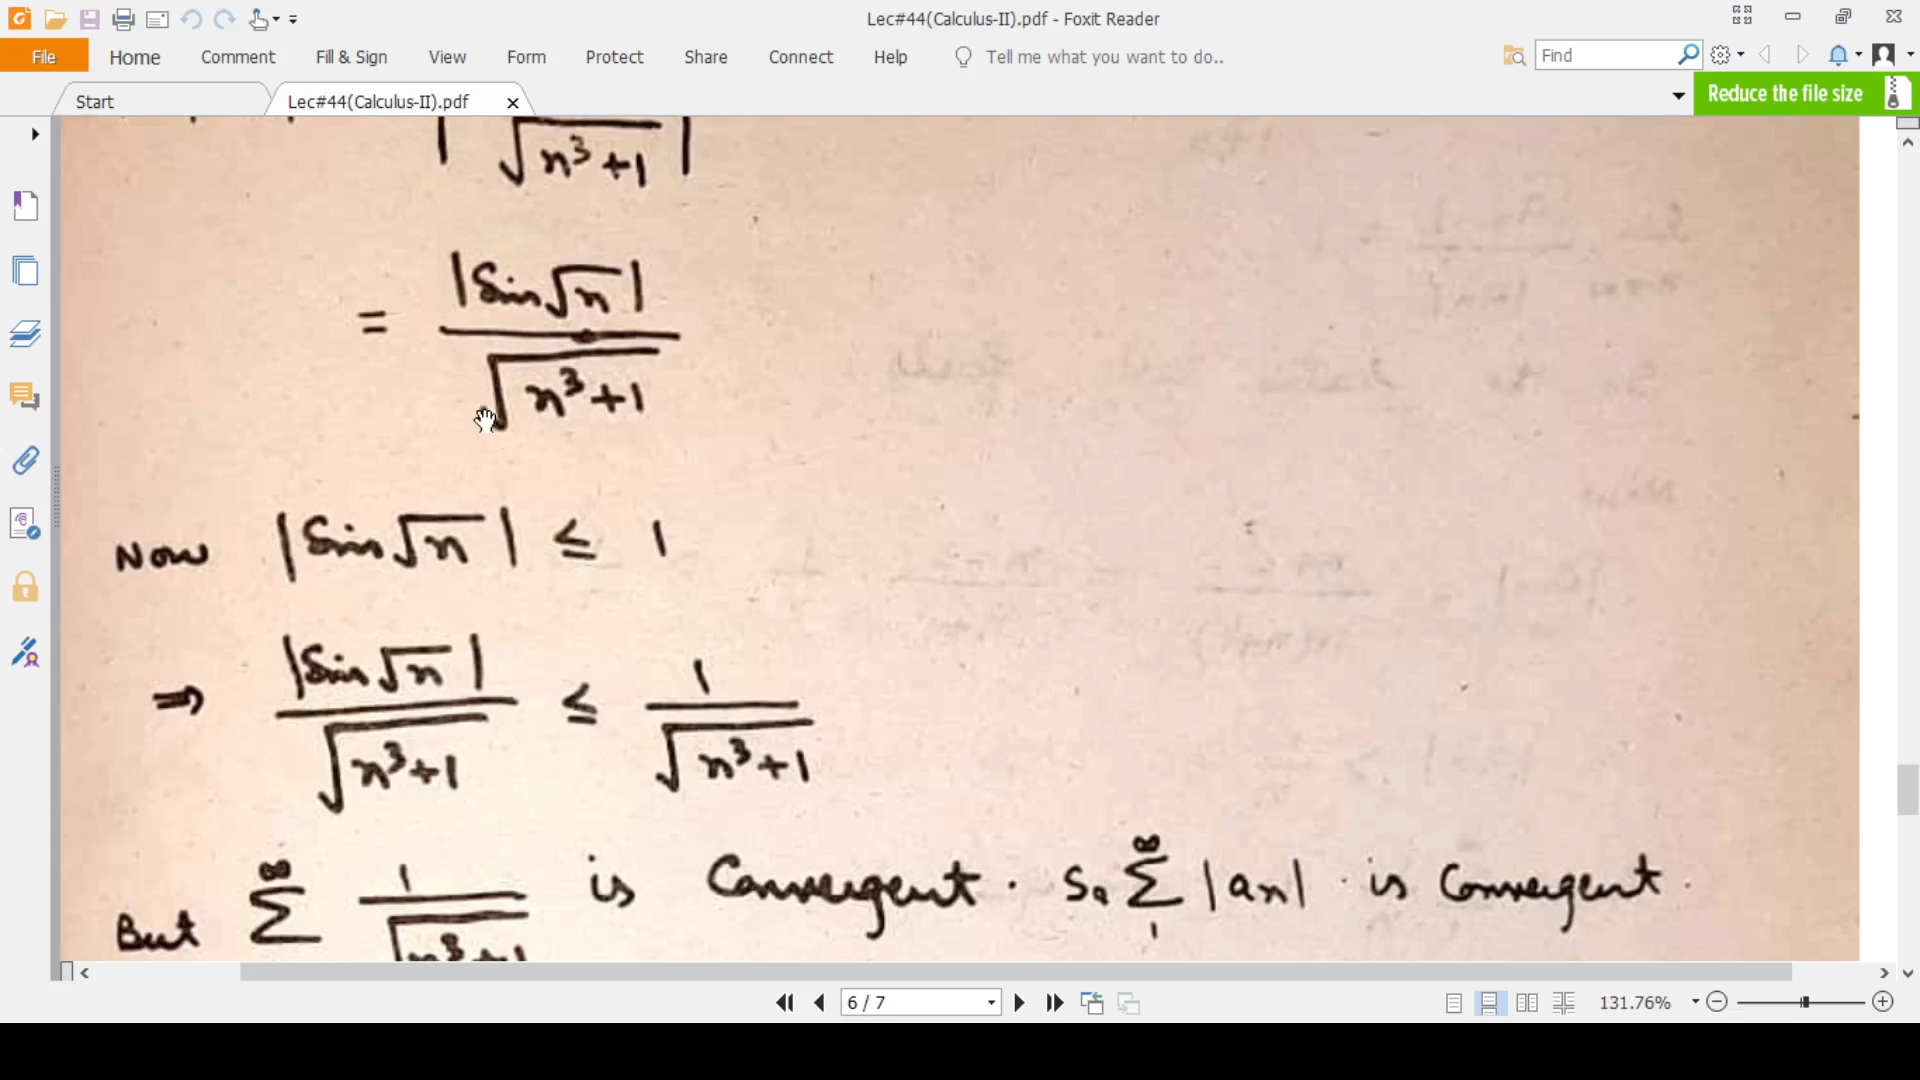 Lec#44(Calculus-II).pdf - Foxit Reader
File Home Comment Fill & Sign View Form Protect Share Connect Help Tell me what you want to do.. Find
Start Lec#44(Calculus-II).pdf Reduce the file size
√(n³+1)
= |Sin√n| / √(n³+1)
Now |Sin√n| ≤ 1
⇒ |Sin√n| / √(n³+1) ≤ 1 / √(n³+1)
But ∑^∞ 1 / √(n³+1) is Convergent. So ∑_1^∞ |an| is Convergent.
6 / 7 131.76%